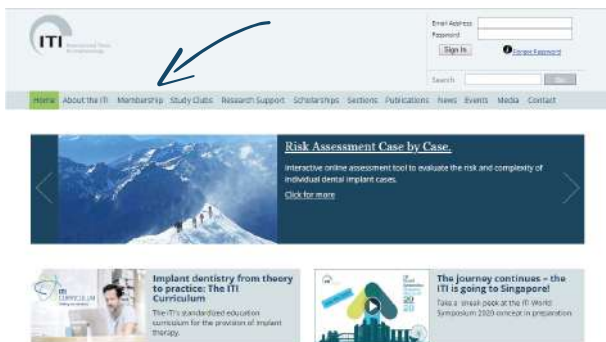 ITI
International Team
for Implantology
Email Address
Password
Sign In
Forgot Password
Search
Go
Home About the ITI Membership Study Clubs Research Support Scholarships Sections Publications News Events Media Contact
Risk Assessment Case by Case.
Interactive online assessment tool to evaluate the risk and complexity of
individual dental implant cases.
Click for more
ITI
CURRICULUM
Implant dentistry from theory
to practice: The ITI
Curriculum
The ITI's standardized education
curriculum for the provision of implant
therapy.
20
20
The journey continues – the
ITI is going to Singapore!
Take a sneak peek at the ITI World
Symposium 2020 concept in preparation